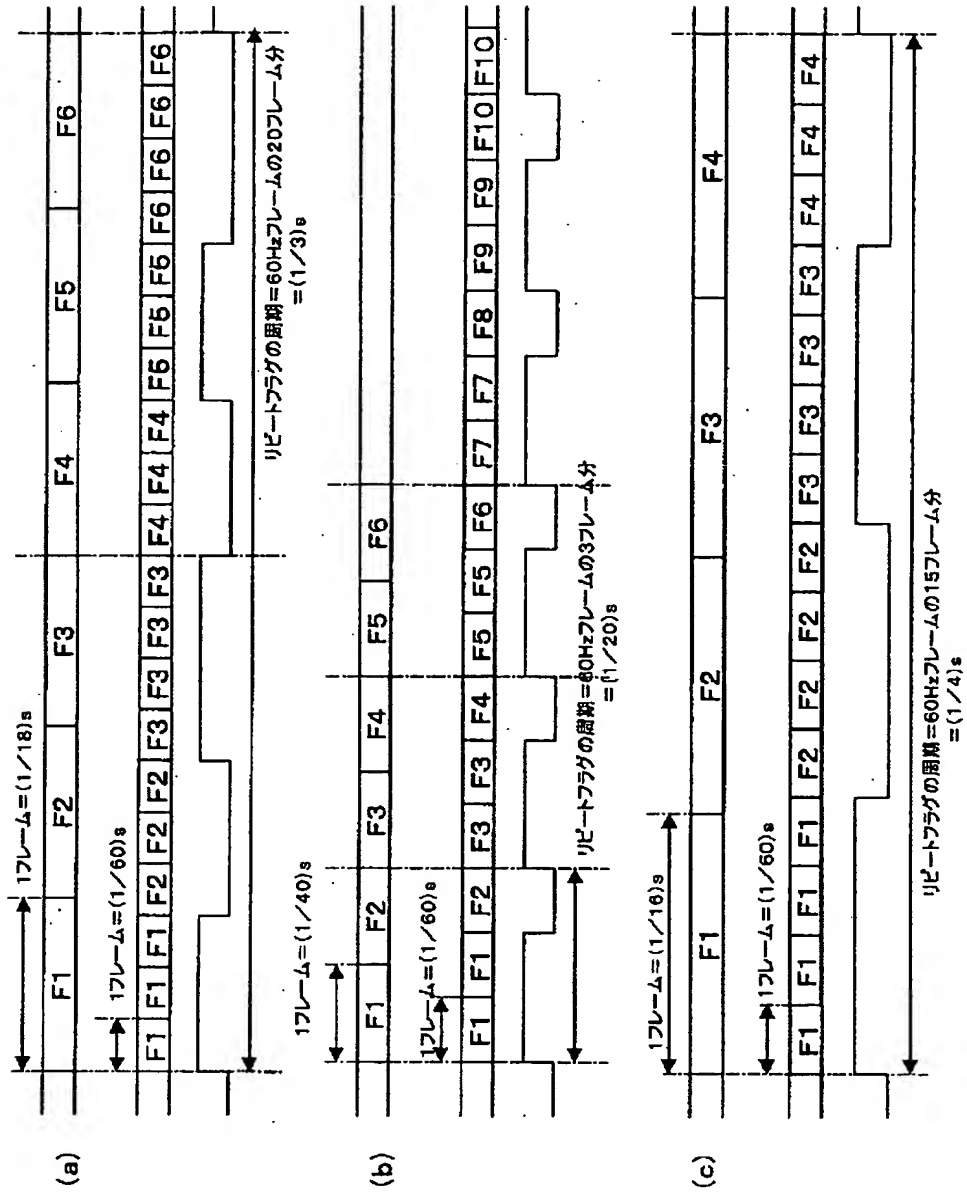 (a)
1フレーム=(1/18)s
F1 F2 F3 F4 F5 F6
1フレーム=(1/60)s
F1 F1 F1 F2 F2 F2 F3 F3 F3 F3 F4 F4 F4 F5 F5 F5 F6 F6 F6 F6
リピートフラグの周期=60Hzフレームの20フレーム分
=(1/3)s
(b)
1フレーム=(1/40)s
F1 F2 F3 F4 F5 F6
1フレーム=(1/60)s
F1 F1 F2 F3 F3 F4 F5 F5 F6 F7 F7 F8 F9 F9 F10 F10
リピートフラグの周期=60Hzフレームの3フレーム分
=(1/20)s
(c)
1フレーム=(1/16)s
F1 F2 F3 F4
1フレーム=(1/60)s
F1 F1 F1 F1 F2 F2 F2 F2 F3 F3 F3 F3 F4 F4 F4
リピートフラグの周期=60Hzフレームの15フレーム分
=(1/4)s